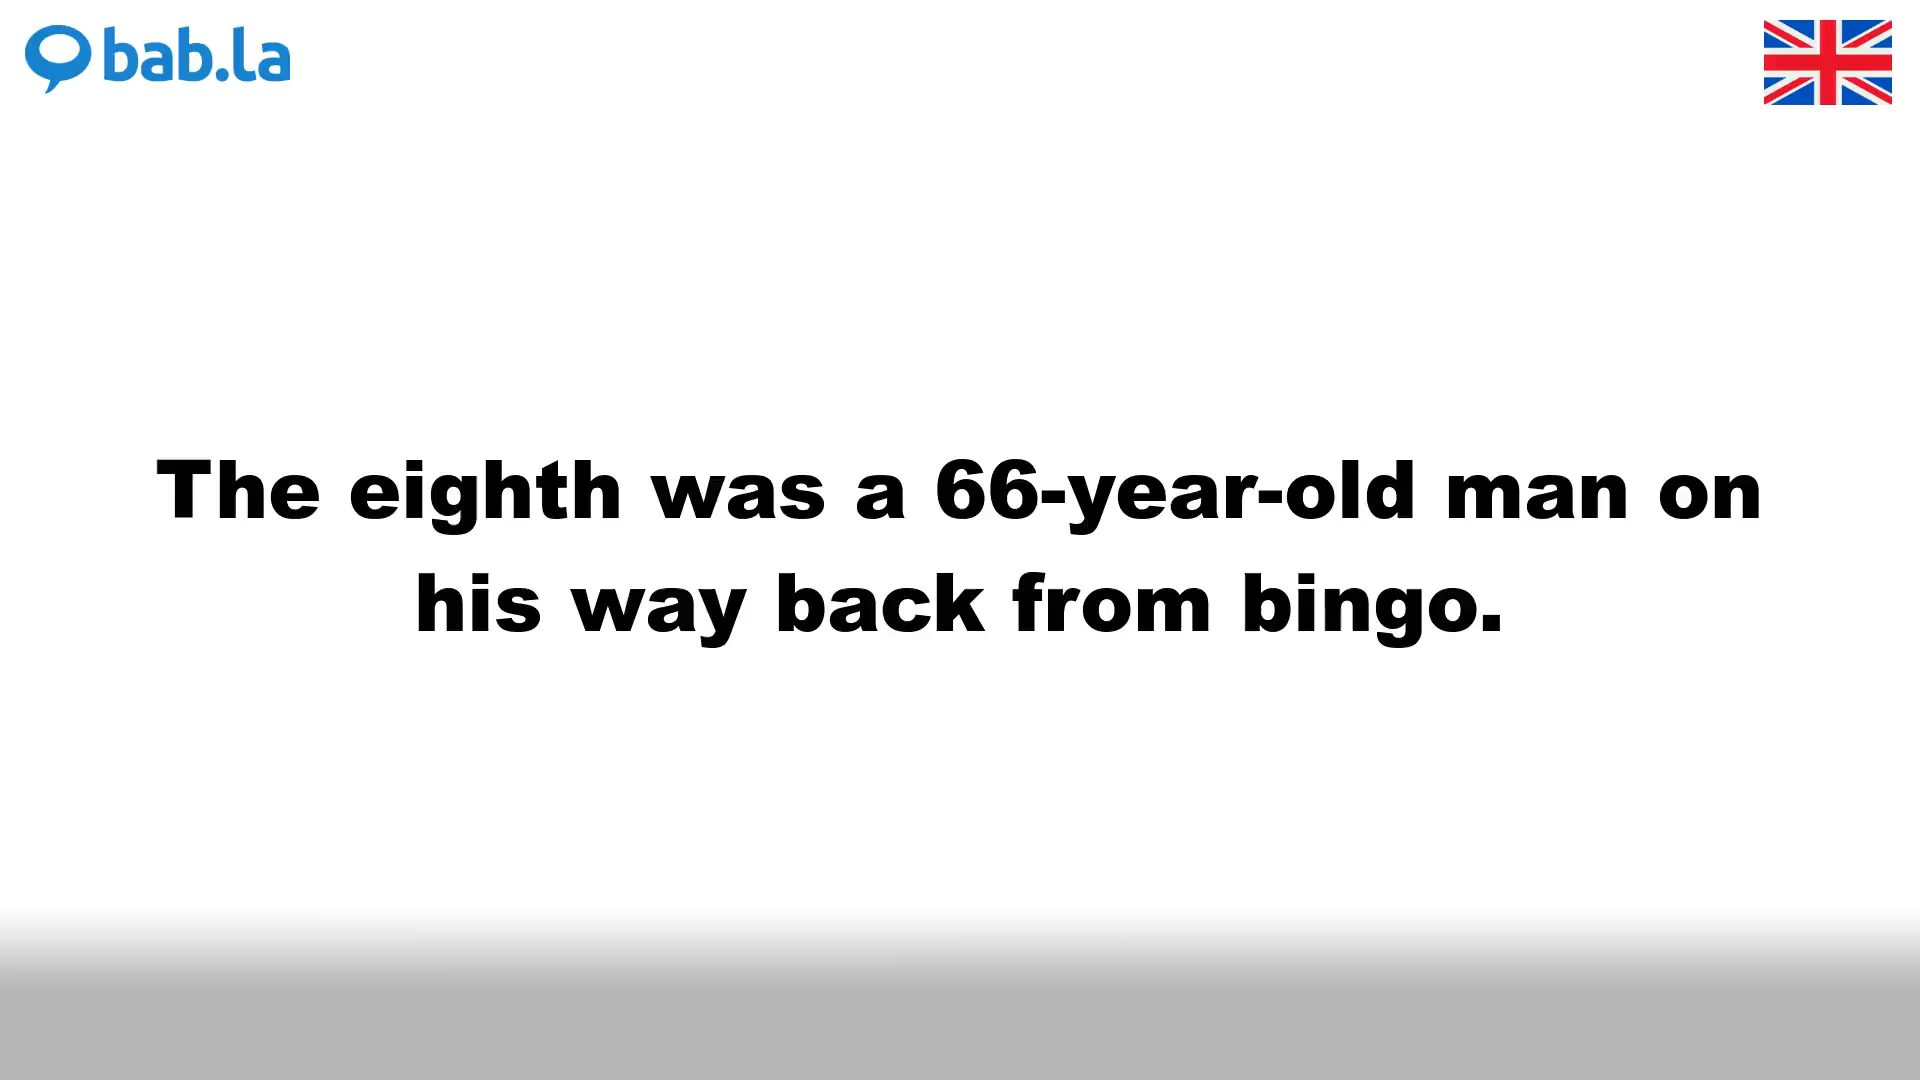 bab.la
The eighth was a 66-year-old man on
his way back from bingo.